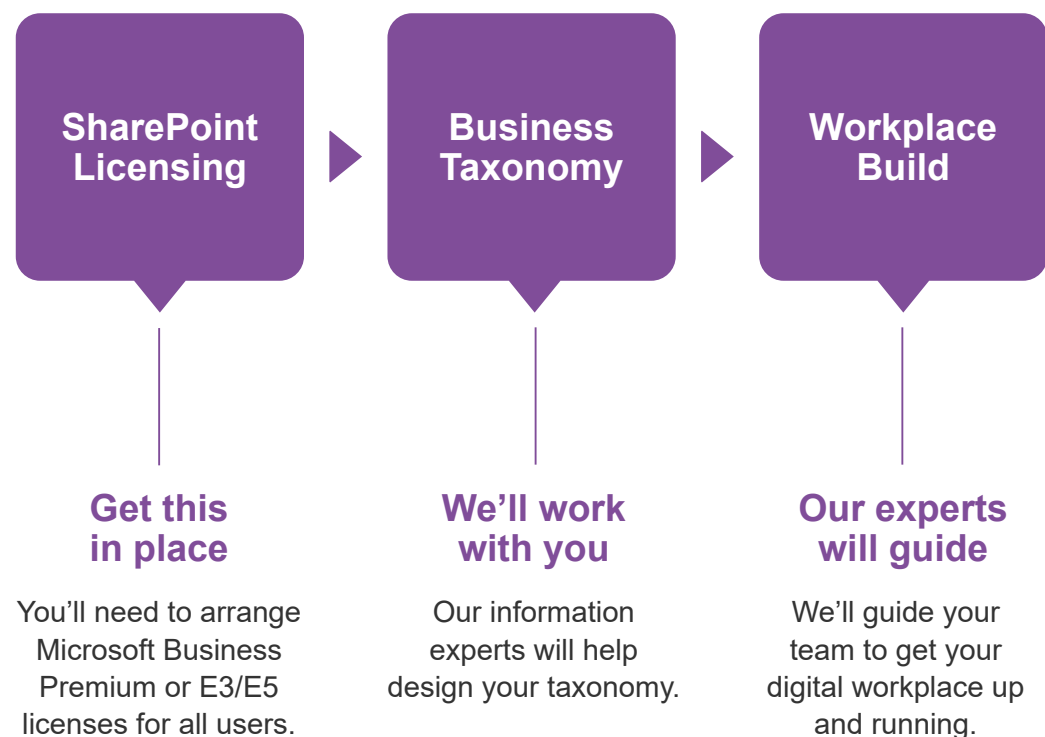 SharePoint
Licensing
Business
Taxonomy
Workplace
Build
Get this
in place
You’ll need to arrange
Microsoft Business
Premium or E3/E5
licenses for all users.
We’ll work
with you
Our information
experts will help
design your taxonomy.
Our experts
will guide
We’ll guide your
team to get your
digital workplace up
and running.